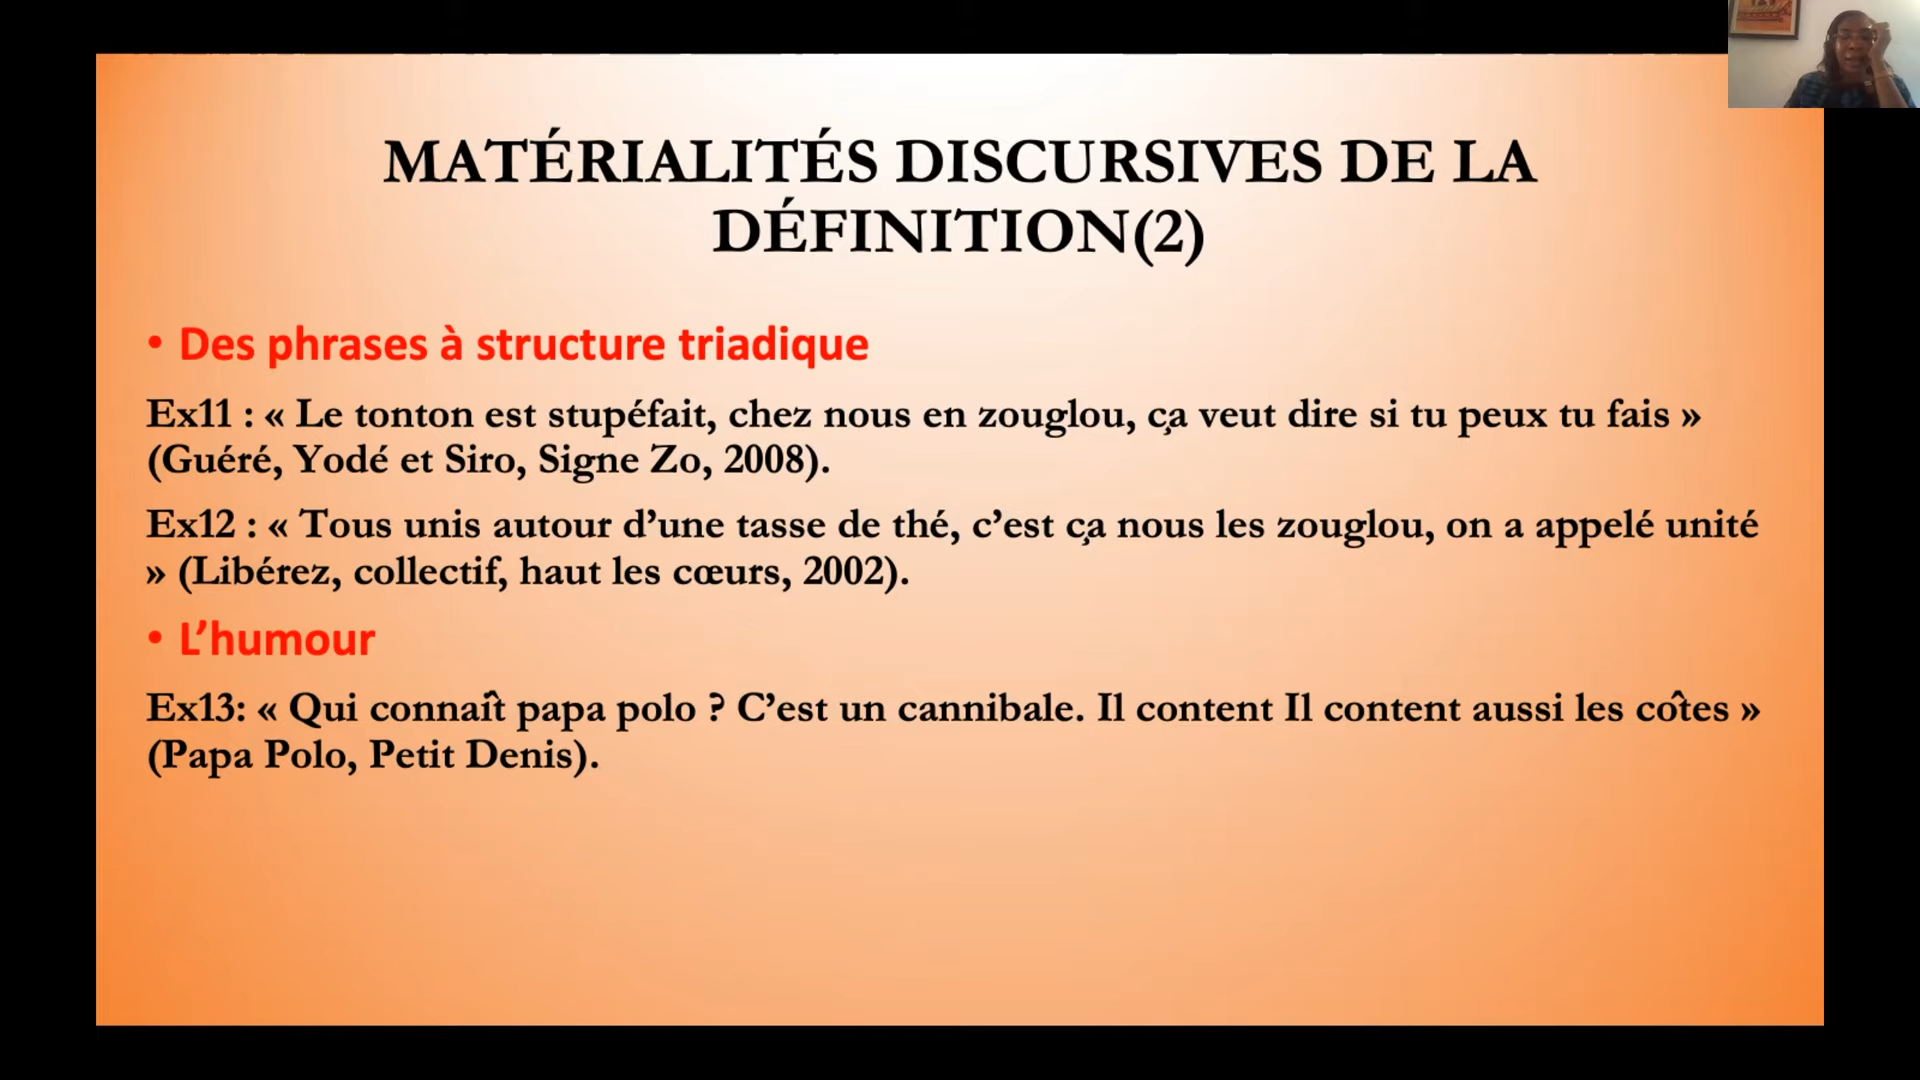 MATÉRIALITÉS DISCURSIVES DE LA
DÉFINITION(2)
• Des phrases à structure triadique
Ex11 : « Le tonton est stupéfait, chez nous en zouglou, ça veut dire si tu peux tu fais »
(Guéré, Yodé et Siro, Signe Zo, 2008).
Ex12 : « Tous unis autour d’une tasse de thé, c’est ça nous les zouglou, on a appelé unité
» (Libérez, collectif, haut les cœurs, 2002).
• L’humour
Ex13: « Qui connaît papa polo ? C’est un cannibale. Il content Il content aussi les côtes »
(Papa Polo, Petit Denis).